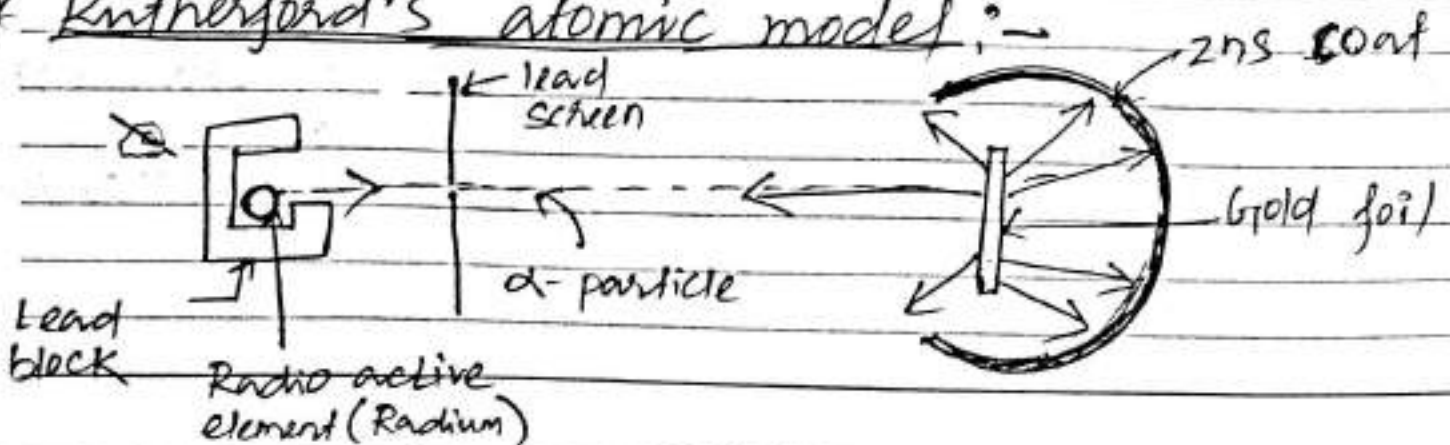 Rutherford's atomic model :-
zns coat
lead
screen
Gold foil
α- particle
Lead
block
Radio active
element (Radium)